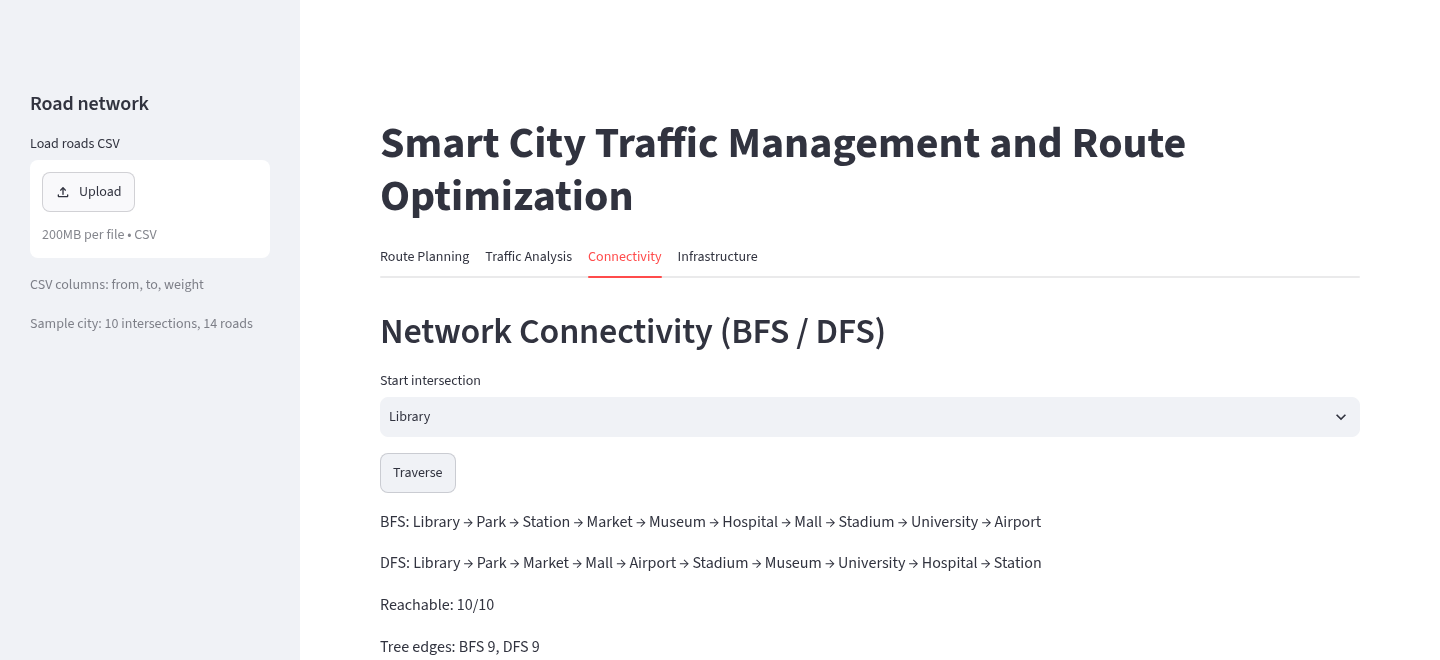 Road network
Load roads CSV
Upload
200MB per file • CSV
CSV columns: from, to, weight
Sample city: 10 intersections, 14 roads
Smart City Traffic Management and Route
Optimization
Route Planning
Traffic Analysis
Connectivity
Infrastructure
Network Connectivity (BFS / DFS)
Start intersection
Library
Traverse
BFS: Library → Park → Station → Market → Museum → Hospital → Mall → Stadium → University → Airport
DFS: Library → Park → Market → Mall → Airport → Stadium → Museum → University → Hospital → Station
Reachable: 10/10
Tree edges: BFS 9, DFS 9